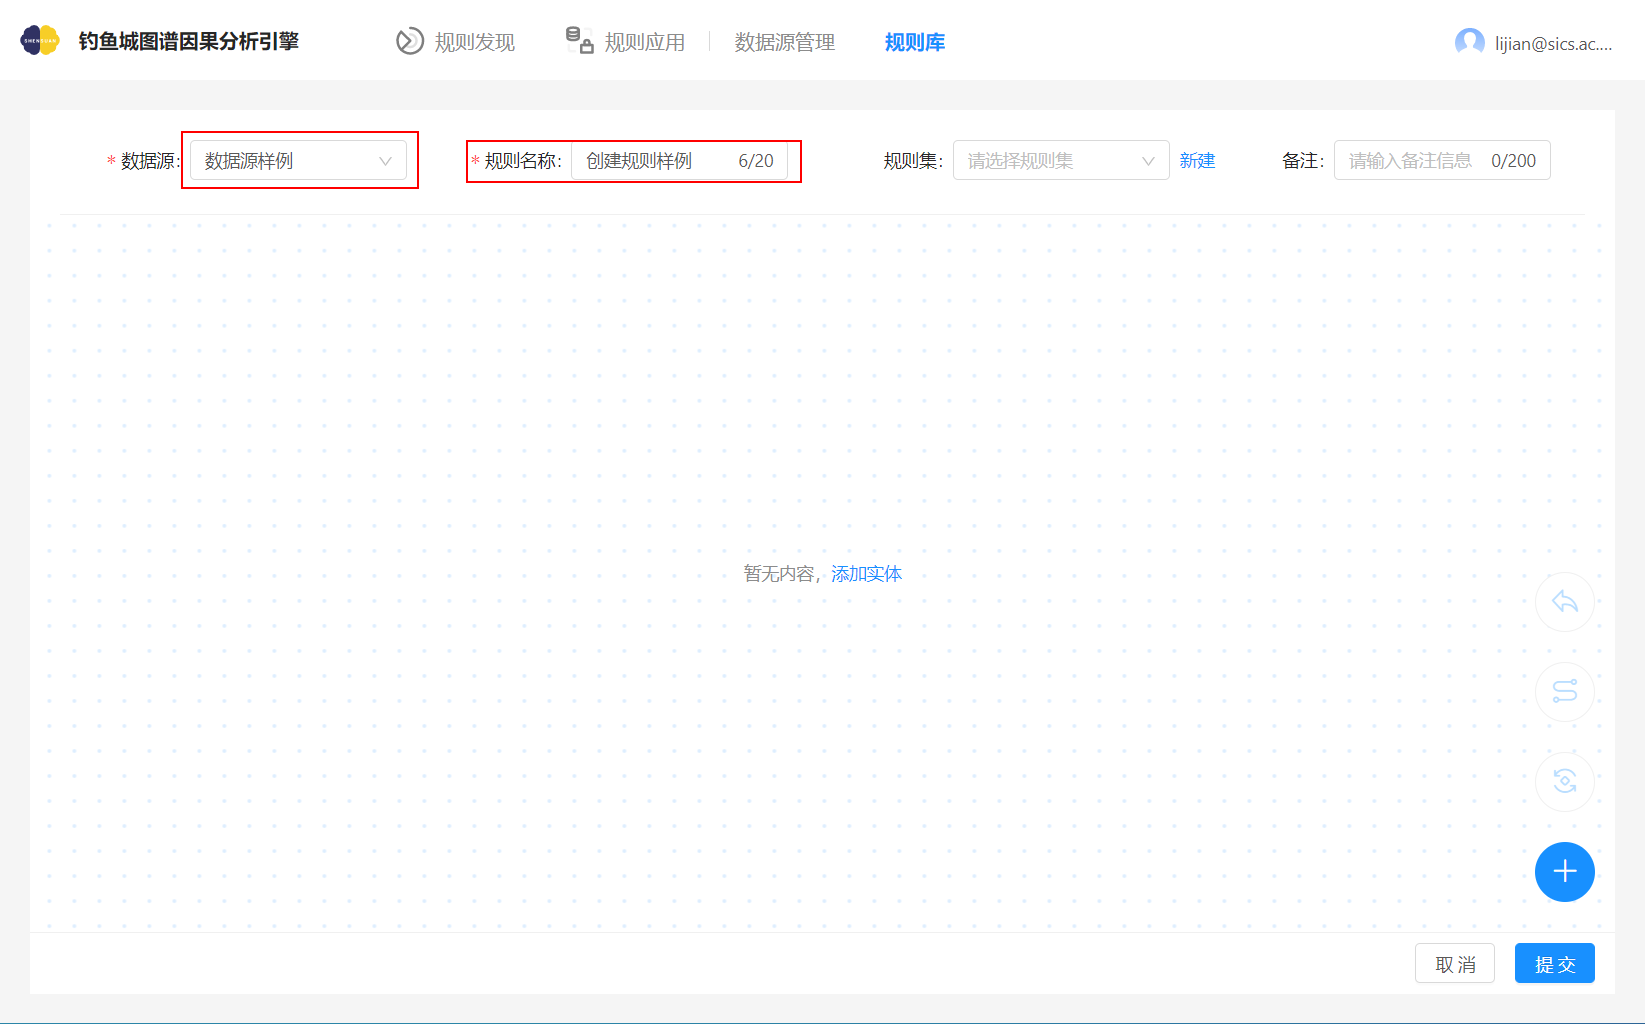 钓鱼城图谱因果分析引擎 规则发现 规则应用 数据源管理 规则库 lijian@sics.ac....
* 数据源: 数据源样例 * 规则名称: 创建规则样例 6/20 规则集: 请选择规则集 新建 备注: 请输入备注信息 0/200
暂无内容，添加实体
取消 提交